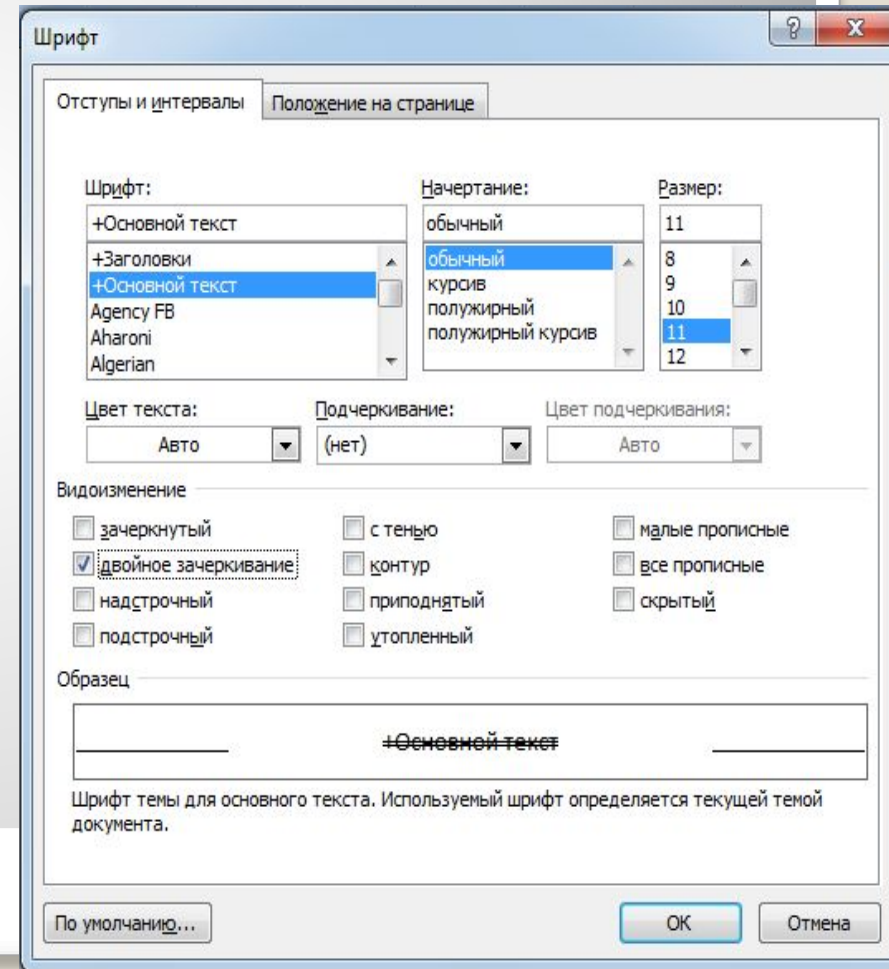 Шрифт
Отступы и интервалы Положение на странице
Шрифт: Начертание: Размер:
+Основной текст обычный 11
+Заголовки обычный 8
+Основной текст курсив 9
Agency FB полужирный 10
Aharoni полужирный курсив 11
Algerian 12
Цвет текста: Подчеркивание: Цвет подчеркивания:
Авто (нет) Авто
Видоизменение
зачеркнутый с тенью малые прописные
двойное зачеркивание контур все прописные
надстрочный приподнятый скрытый
подстрочный утопленный
Образец
+Основной текст
Шрифт темы для основного текста. Используемый шрифт определяется текущей темой
документа.
По умолчанию... ОК Отмена